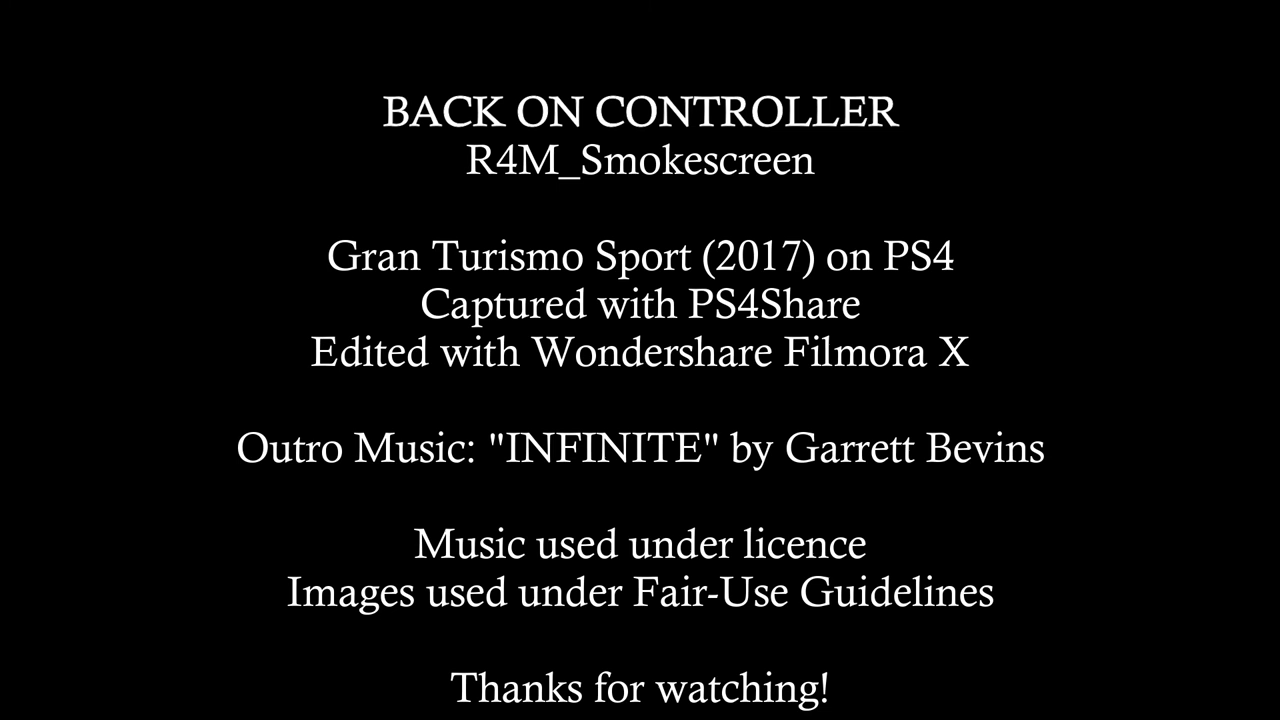 BACK ON CONTROLLER
R4M_Smokescreen
Gran Turismo Sport (2017) on PS4
Captured with PS4Share
Edited with Wondershare Filmora X
Outro Music: "INFINITE" by Garrett Bevins
Music used under licence
Images used under Fair-Use Guidelines
Thanks for watching!